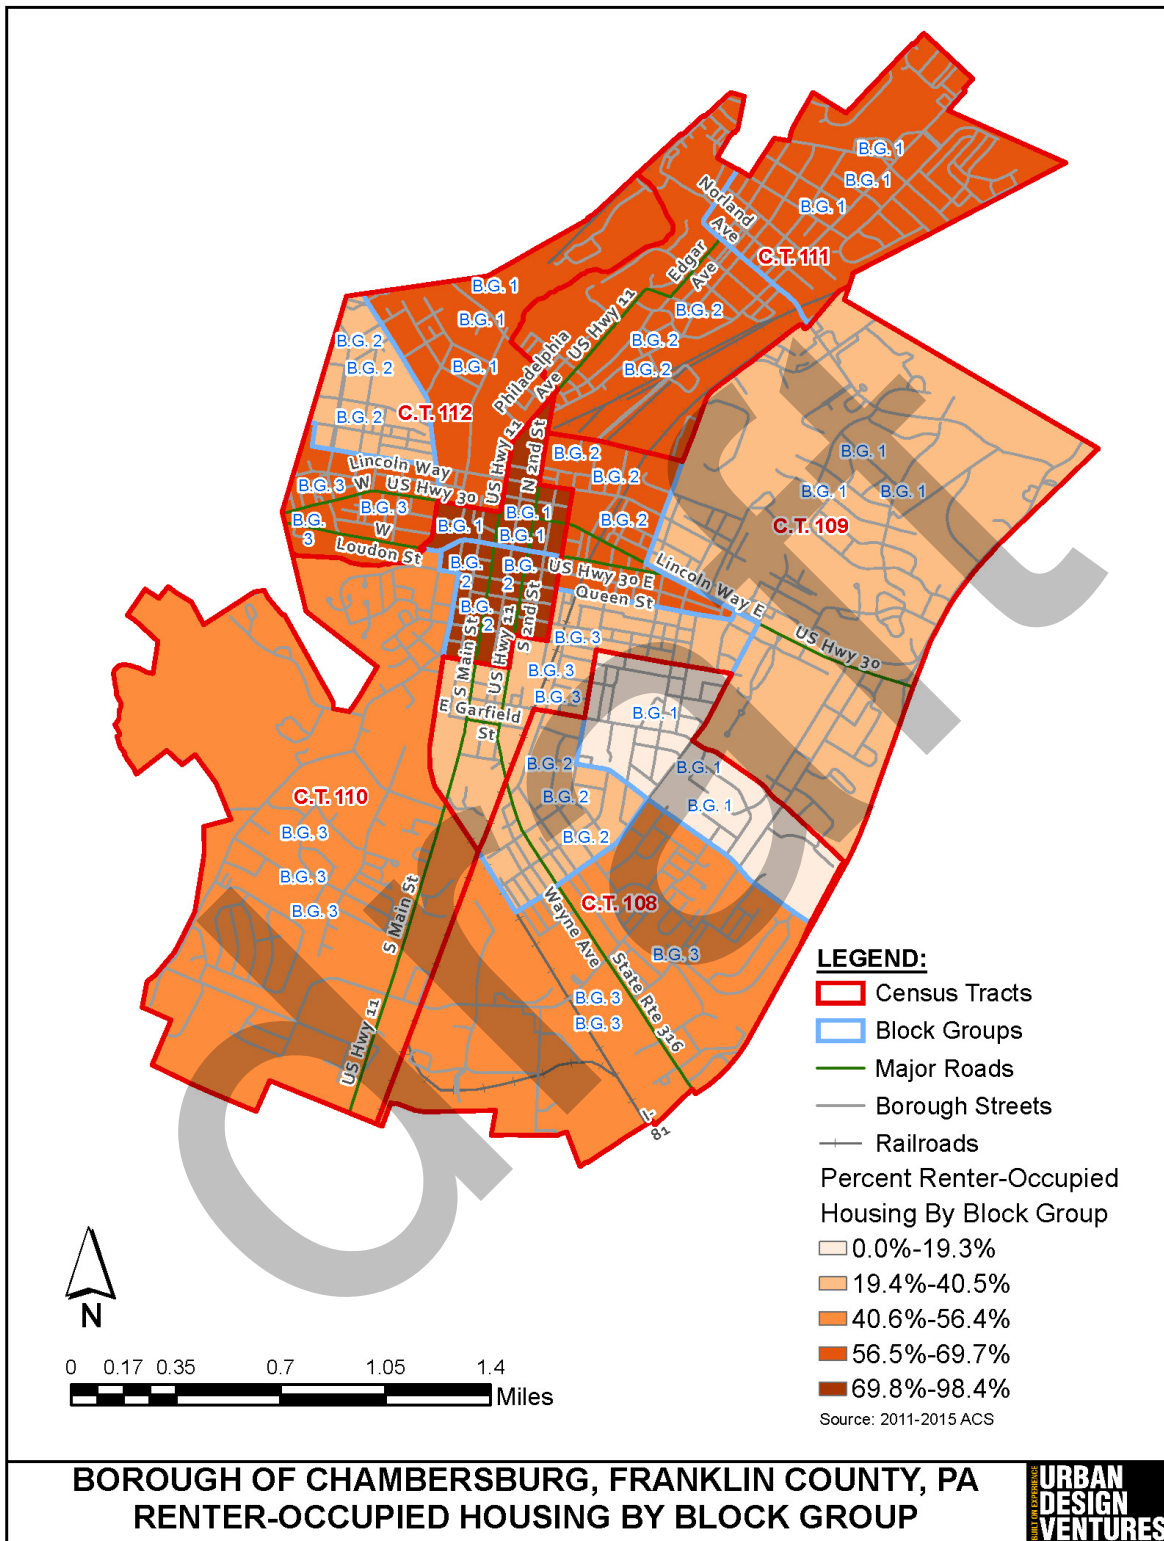 B.G. 1
B.G. 1
B.G. 1
Norland
Ave
C.T. 111
Edgar
Ave
B.G. 1
B.G. 1
B.G. 2
US Hwy 11
B.G. 2
B.G. 2
B.G. 2
B.G. 2
B.G. 1
Philadelphia
Ave
B.G. 2
C.T. 112
US Hwy 11
N 2nd St
B.G. 2
B.G. 2
B.G. 1
B.G. 1
B.G. 1
C.T. 109
Lincoln Way
W
US Hwy 30
B.G. 3
B.G. 3
B.G.
3
W
Loudon St
B.G. 1
B.G. 1
B.G. 1
B.G. 2
B.G.
2
B.G.
2
B.G.
2
US Hwy 30 E
Queen St
Lincoln Way E
US Hwy 30
S Main St
US Hwy 11
S 2nd St
B.G. 3
B.G. 3
B.G. 3
E Garfield
St
B.G. 1
B.G. 1
B.G. 1
B.G. 2
B.G. 2
B.G. 2
C.T. 110
B.G. 3
B.G. 3
B.G. 3
S Main St
US Hwy 11
C.T. 108
Wayne Ave
State Rte 316
B.G. 3
B.G. 3
B.G. 3
I-
81
draft
LEGEND:
Census Tracts
Block Groups
Major Roads
Borough Streets
Railroads
Percent Renter-Occupied
Housing By Block Group
0.0%-19.3%
19.4%-40.5%
40.6%-56.4%
56.5%-69.7%
69.8%-98.4%
Source: 2011-2015 ACS
N
0 0.17 0.35 0.7 1.05 1.4
Miles
BOROUGH OF CHAMBERSBURG, FRANKLIN COUNTY, PA
RENTER-OCCUPIED HOUSING BY BLOCK GROUP
BUILT ON EXPERIENCE
URBAN
DESIGN
VENTURES